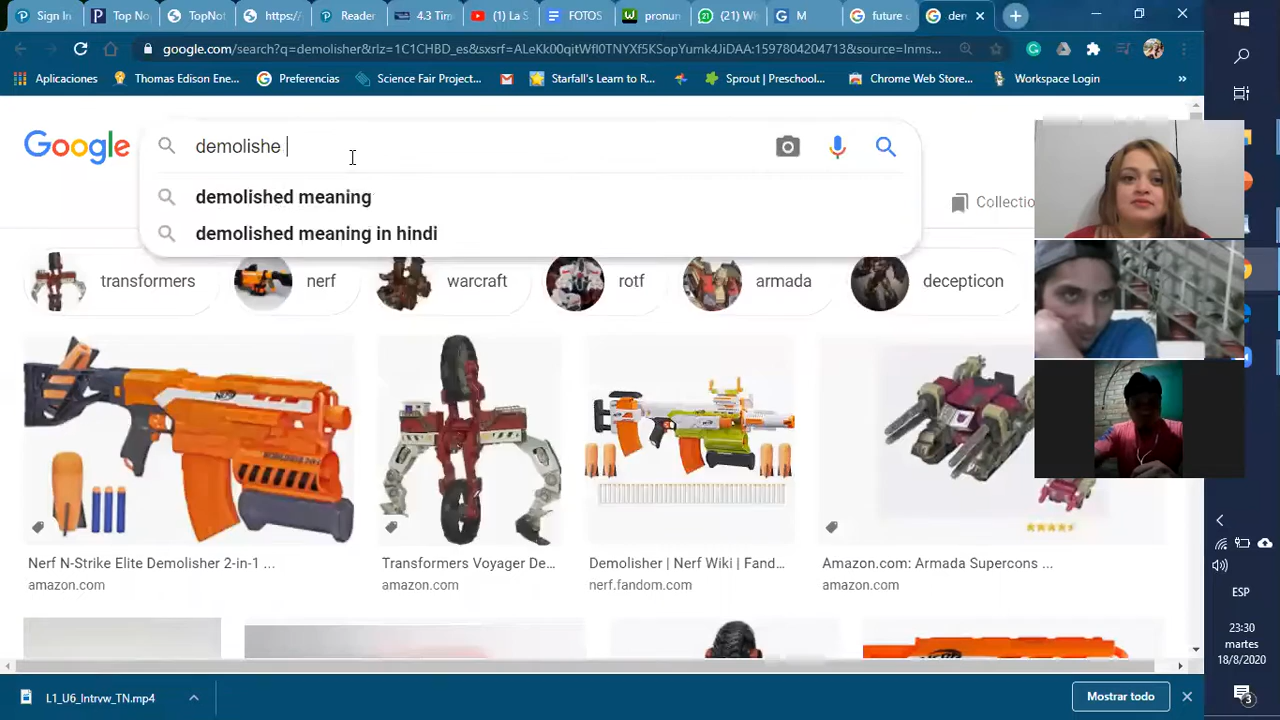 Sign In
Top No
TopNot
https:/
Reader
4.3 Tim
(1) La S
FOTOS
pronun
(21) Wh
M
future c
den
google.com/search?q=demolisher&rlz=1C1CHBD_es&sxsrf=ALeKk00qitWfl0TNYXf5KSopYumk4JiDAA:1597804204713&source=lnms...
Aplicaciones
Thomas Edison Ene...
Preferencias
Science Fair Project...
Starfall's Learn to R...
Sprout | Preschool...
Chrome Web Store...
Workspace Login
»
Google
demolishe
demolished meaning
demolished meaning in hindi
Collectio
transformers
nerf
warcraft
rotf
armada
decepticon
Nerf N-Strike Elite Demolisher 2-in-1 ...
amazon.com
Transformers Voyager De...
amazon.com
Demolisher | Nerf Wiki | Fand...
nerf.fandom.com
Amazon.com: Armada Supercons ...
amazon.com
L1_U6_Intrvw_TN.mp4
Mostrar todo
ESP
23:30
martes
18/8/2020
3